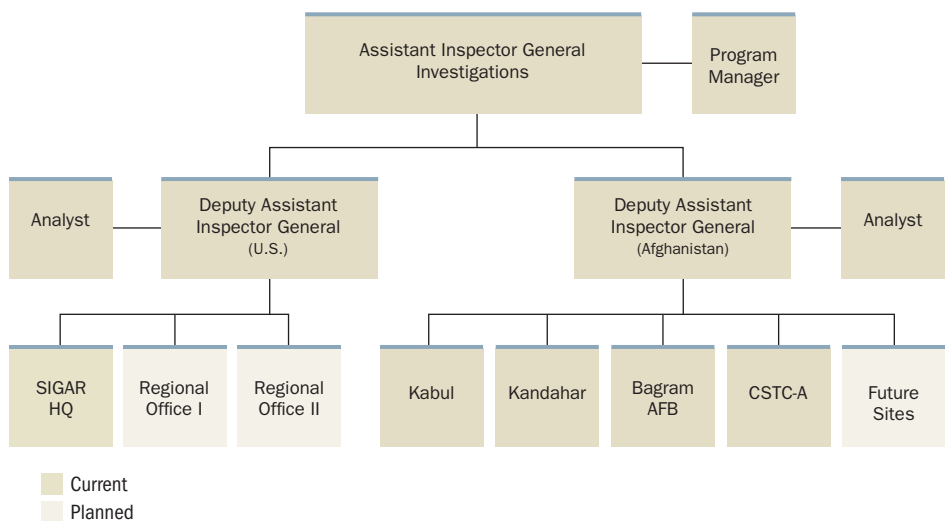 Assistant Inspector General
Investigations
Program
Manager
Analyst
Deputy Assistant
Inspector General
(U.S.)
Deputy Assistant
Inspector General
(Afghanistan)
Analyst
SIGAR
HQ
Regional
Office I
Regional
Office II
Kabul
Kandahar
Bagram
AFB
CSTC-A
Future
Sites
Current
Planned